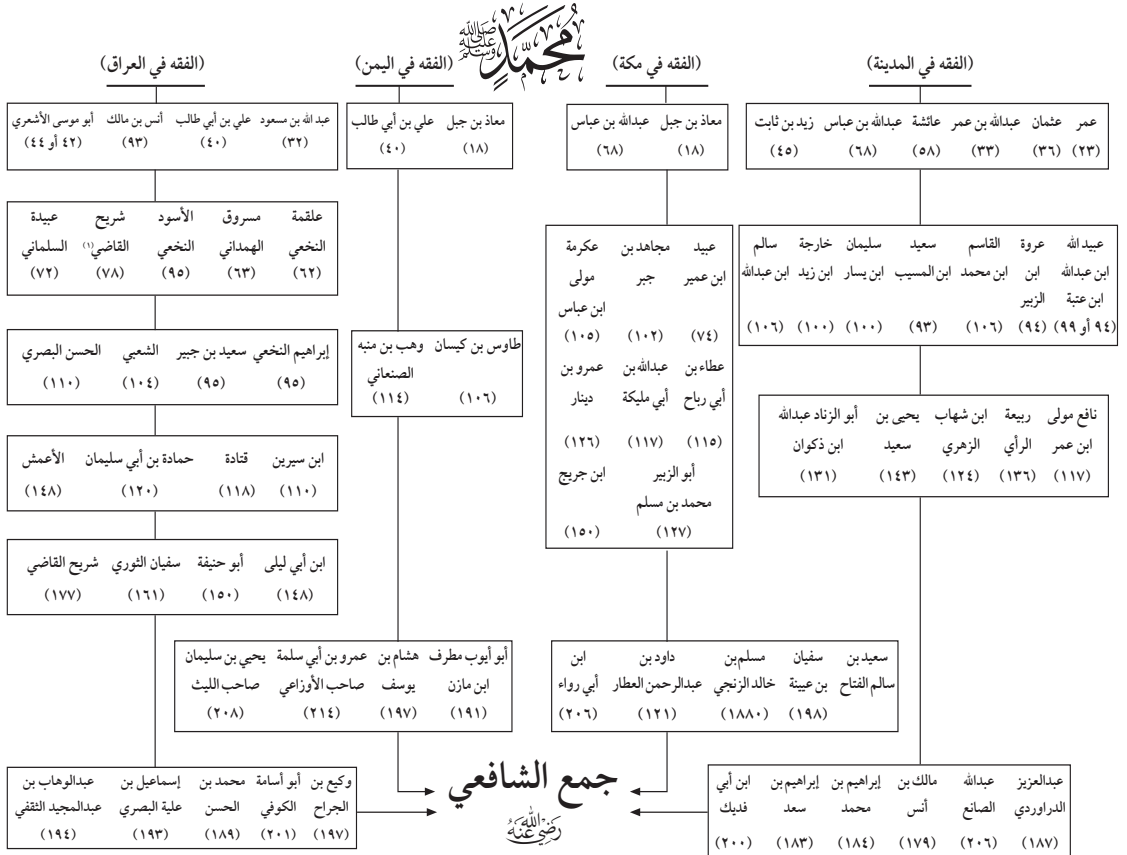 محمد ﷺ
(الفقه في المدينة)
عمر عثمان عبدالله بن عمر عائشة عبدالله بن عباس زيد بن ثابت
(٢٣) (٣٦) (٣٣) (٥٨) (٦٨) (٤٥)
عبيد الله عروة القاسم سعيد سليمان خارجة سالم
ابن عبدالله ابن ابن محمد ابن المسيب ابن يسار ابن زيد ابن عبدالله
ابن عتبة الزبير
(٩٤ أو ٩٩) (٩٤) (١٠٦) (٩٣) (١٠٠) (١٠٠) (١٠٦)
نافع مولى ربيعة ابن شهاب يحيى بن أبو الزناد عبدالله
ابن عمر الرأي الزهري سعيد ابن ذكوان
(١١٧) (١٣٦) (١٢٤) (١٤٣) (١٣١)
عبدالعزيز عبدالله مالك بن إبراهيم بن إبراهيم بن ابن أبي
الدراوردي الصانع أنس محمد سعد فديك
(١٨٧) (٢٠٦) (١٧٩) (١٨٤) (١٨٣) (٢٠٠)
(الفقه في مكة)
معاذ بن جبل عبدالله بن عباس
(١٨) (٦٨)
عبيد مجاهد بن عكرمة
ابن عمير جبر مولى
ابن عباس
(٧٤) (١٠٢) (١٠٥)
عطاء بن عبدالله بن عمرو بن
أبي رباح أبي مليكة دينار
(١١٥) (١١٧) (١٢٦)
أبو الزبير ابن جريج
محمد بن مسلم
(١٢٧) (١٥٠)
سعيد بن سفيان مسلم بن داود بن ابن
سالم الفتاح بن عيينة خالد الزنجي عبدالرحمن العطار أبي رواء
(١٩٨) (١٨٨٠) (١٢١) (٢٠٦)
(الفقه في اليمن)
معاذ بن جبل علي بن أبي طالب
(١٨) (٤٠)
طاوس بن كيسان وهب بن منبه
الصنعاني
(١٠٦) (١١٤)
أبو أيوب مطرف هشام بن عمرو بن أبي سلمة يحيي بن سليمان
ابن مازن يوسف صاحب الأوزاعي صاحب الليث
(١٩١) (١٩٧) (٢١٤) (٢٠٨)
(الفقه في العراق)
عبد الله بن مسعود علي بن أبي طالب أنس بن مالك أبو موسى الأشعري
(٣٢) (٤٠) (٩٣) (٤٢ أو ٤٤)
علقمة مسروق الأسود شريح عبيدة
النخعي الهمداني النخعي القاضي(١) السلماني
(٦٢) (٦٣) (٩٥) (٧٨) (٧٢)
إبراهيم النخعي سعيد بن جبير الشعبي الحسن البصري
(٩٥) (٩٥) (١٠٤) (١١٠)
ابن سيرين قتادة حمادة بن أبي سليمان الأعمش
(١١٠) (١١٨) (١٢٠) (١٤٨)
ابن أبي ليلى أبو حنيفة سفيان الثوري شريح القاضي
(١٤٨) (١٥٠) (١٦١) (١٧٧)
وكيع بن أبو أسامة محمد بن إسماعيل بن عبدالوهاب بن
الجراح الكوفي الحسن علية البصري عبدالمجيد الثقفي
(١٩٧) (٢٠١) (١٨٩) (١٩٣) (١٩٤)
جمع الشافعي
رضي الله عنه